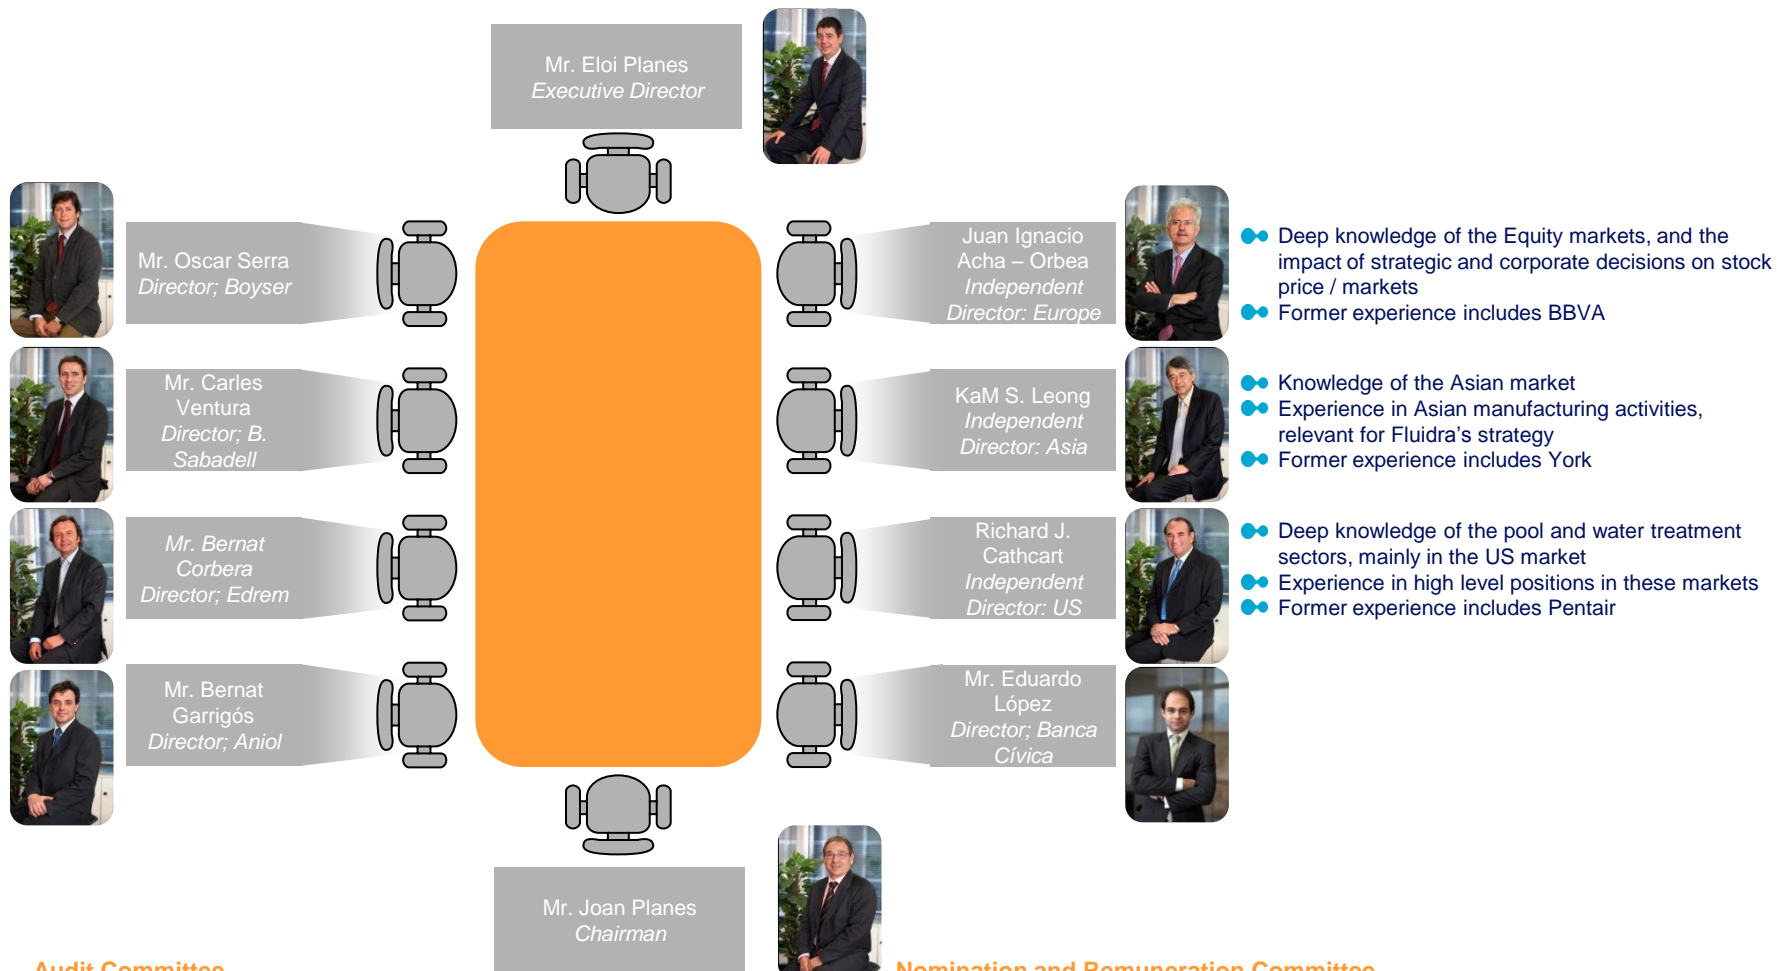 Mr. Eloi Planes
Executive Director
Mr. Oscar Serra
Director; Boyser
Juan Ignacio
Acha – Orbea
Independent
Director: Europe
Deep knowledge of the Equity markets, and the
impact of strategic and corporate decisions on stock
price / markets
Former experience includes BBVA
Mr. Carles
Ventura
Director; B.
Sabadell
KaM S. Leong
Independent
Director: Asia
Knowledge of the Asian market
Experience in Asian manufacturing activities,
relevant for Fluidra's strategy
Former experience includes York
Mr. Bernat
Corbera
Director; Edrem
Richard J.
Cathcart
Independent
Director: US
Deep knowledge of the pool and water treatment
sectors, mainly in the US market
Experience in high level positions in these markets
Former experience includes Pentair
Mr. Bernat
Garrigós
Director; Aniol
Mr. Eduardo
López
Director; Banca
Cívica
Mr. Joan Planes
Chairman
Audit Committee
Nomination and Remuneration Committee